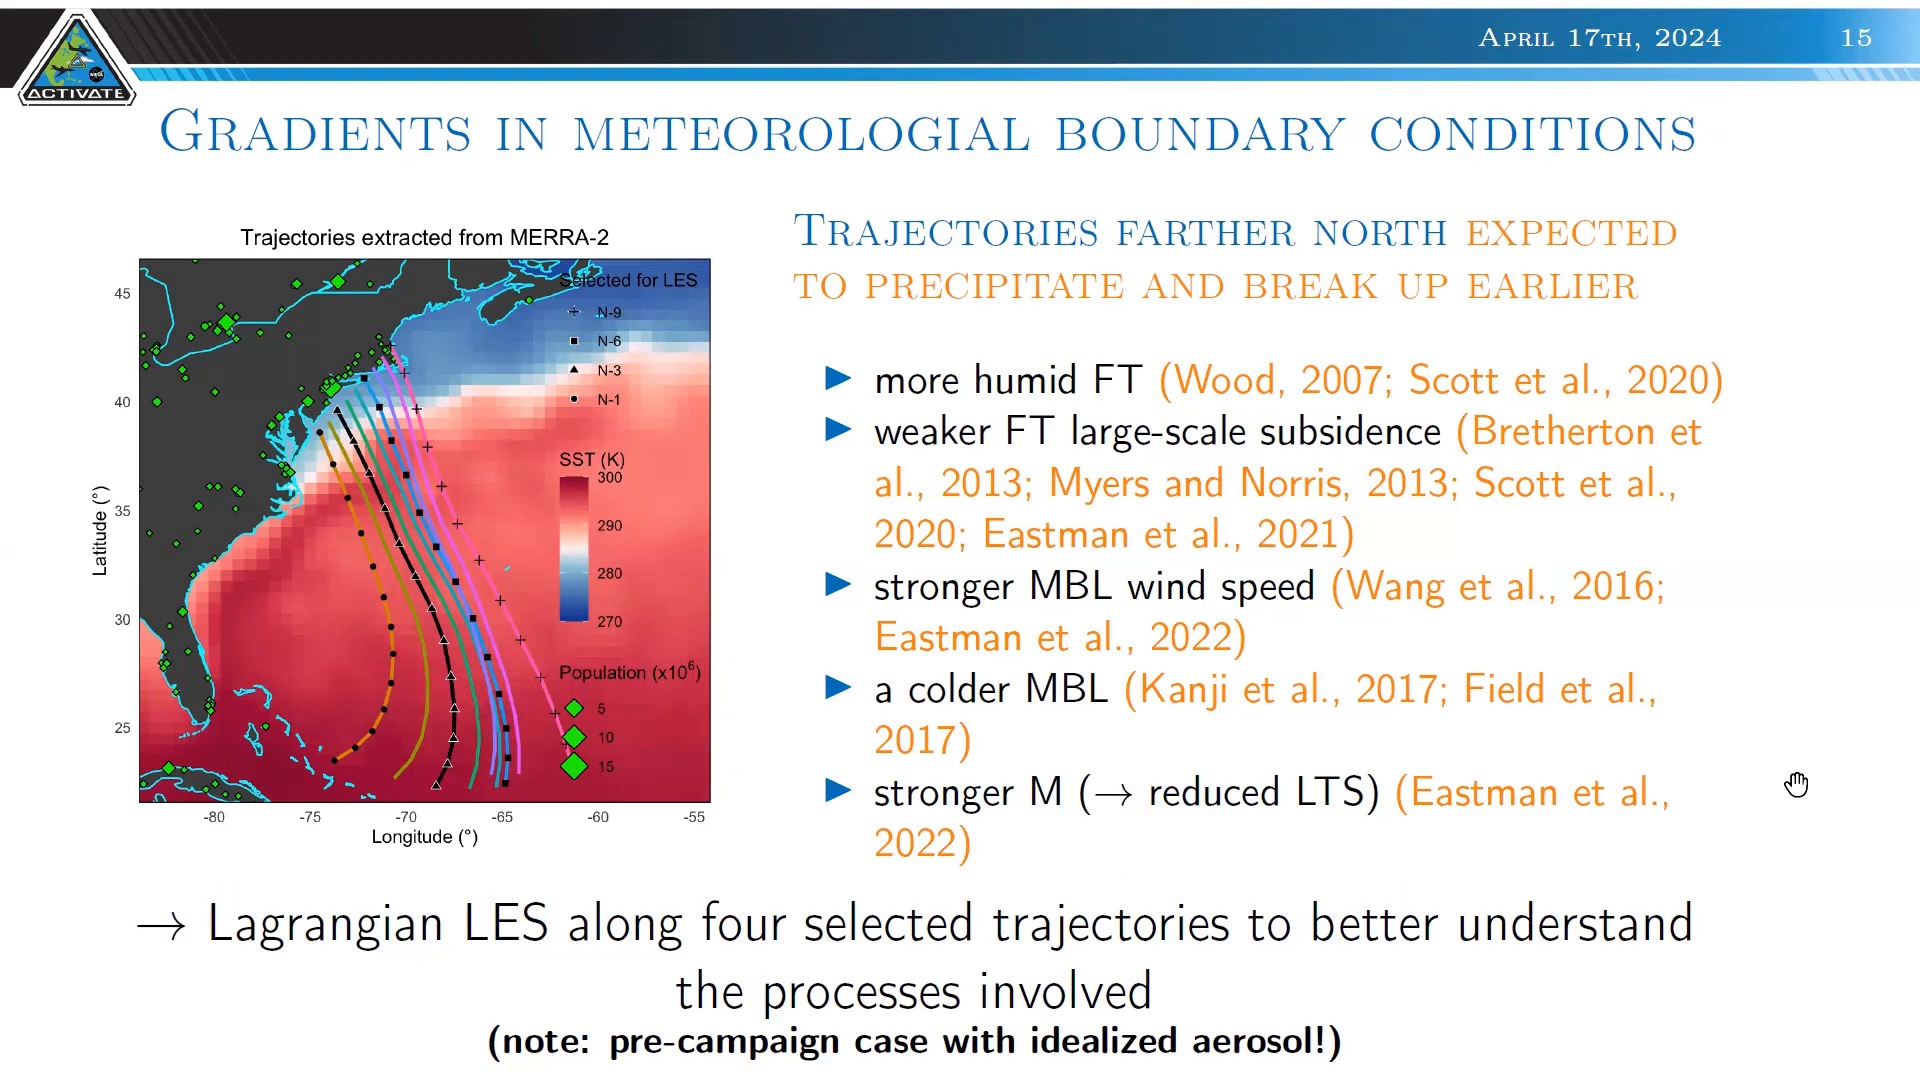 ACTIVATE
April 17th, 2024 15
Gradients in meteorologial boundary conditions
Trajectories extracted from MERRA-2
Selected for LES
N-9
N-6
N-3
N-1
SST (K)
300
290
280
270
Population (x10⁶)
5
10
15
45
40
35
30
25
Latitude (°)
-80 -75 -70 -65 -60 -55
Longitude (°)
Trajectories farther north expected
to precipitate and break up earlier
more humid FT (Wood, 2007; Scott et al., 2020)
weaker FT large-scale subsidence (Bretherton et
al., 2013; Myers and Norris, 2013; Scott et al.,
2020; Eastman et al., 2021)
stronger MBL wind speed (Wang et al., 2016;
Eastman et al., 2022)
a colder MBL (Kanji et al., 2017; Field et al.,
2017)
stronger M (→ reduced LTS) (Eastman et al.,
2022)
→ Lagrangian LES along four selected trajectories to better understand
the processes involved
(note: pre-campaign case with idealized aerosol!)